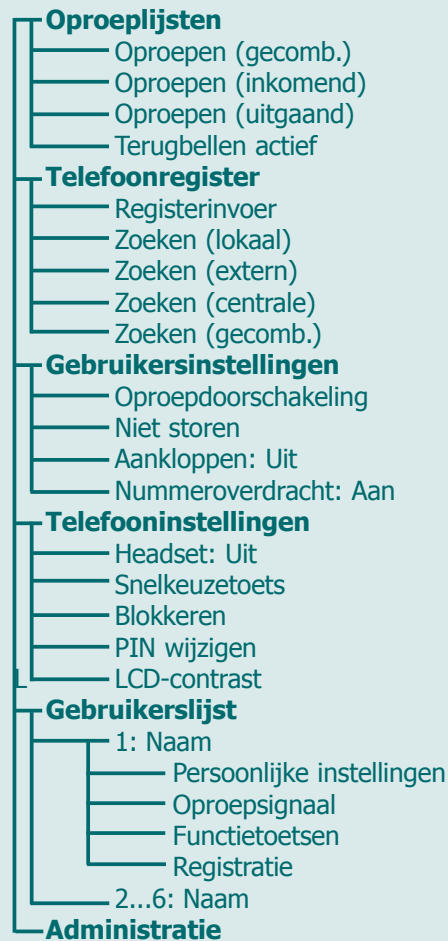 Oproeplijsten
Oproepen (gecomb.)
Oproepen (inkomend)
Oproepen (uitgaand)
Terugbellen actief
Telefoonregister
Registerinvoer
Zoeken (lokaal)
Zoeken (extern)
Zoeken (centrale)
Zoeken (gecomb.)
Gebruikersinstellingen
Oproepdoorschakeling
Niet storen
Aankloppen: Uit
Nummeroverdracht: Aan
Telefooninstellingen
Headset: Uit
Snelkeuzetoets
Blokkeren
PIN wijzigen
L LCD-contrast
Gebruikerslijst
1: Naam
Persoonlijke instellingen
Oproepsignaal
Functietoetsen
Registratie
2...6: Naam
Administratie